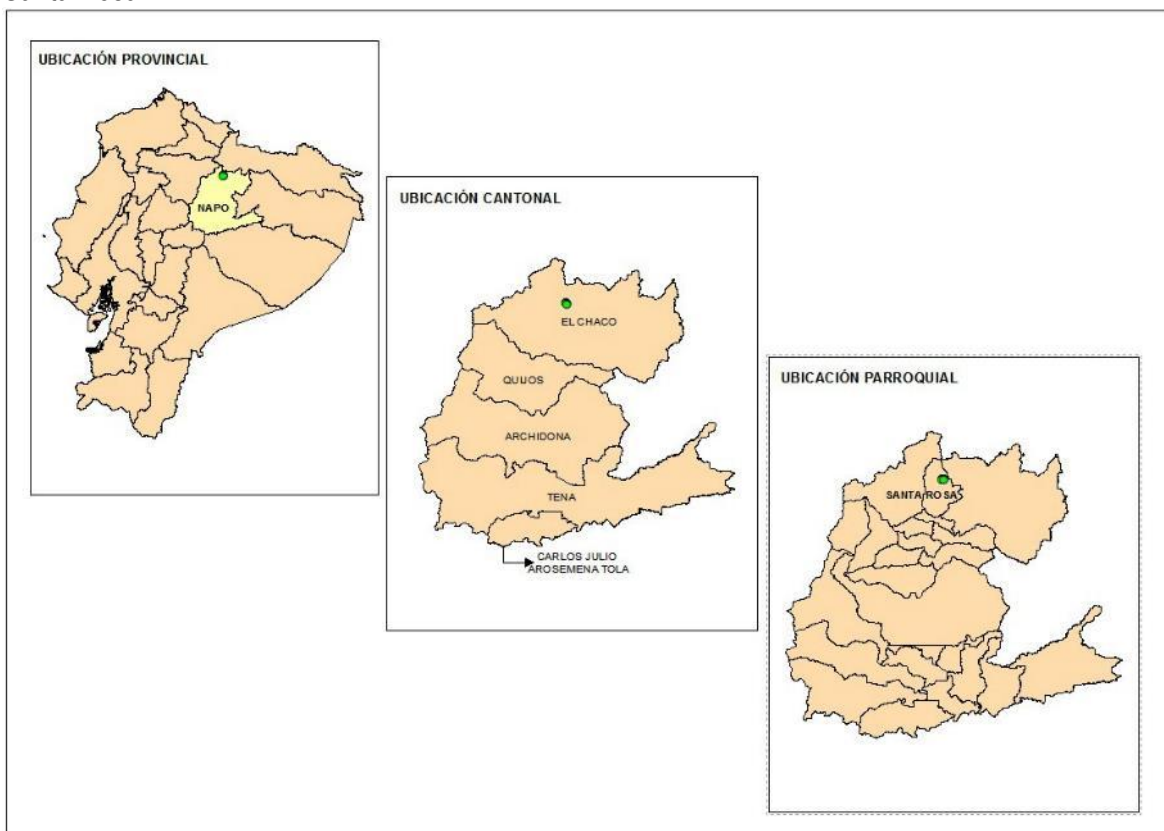 UBICACIÓN PROVINCIAL
NAPO
UBICACIÓN CANTONAL
EL CHACO
QUIJOS
ARCHIDONA
TENA
CARLOS JULIO
AROSEMENA TOLA
UBICACIÓN PARROQUIAL
SANTA ROSA